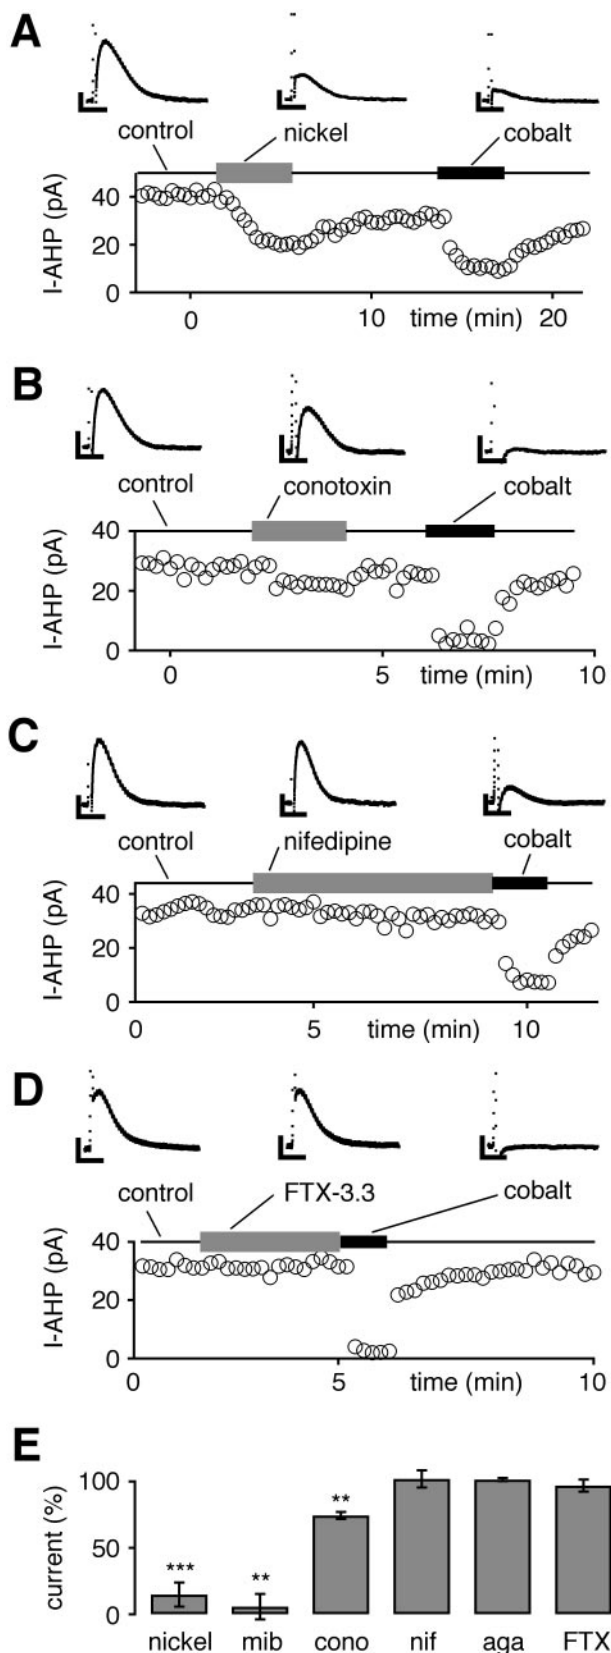 A
control
nickel
cobalt
I-AHP (pA)
40
20
0
0
10
time (min)
20
B
control
conotoxin
cobalt
I-AHP (pA)
40
20
0
0
5
time (min)
10
C
control
nifedipine
cobalt
I-AHP (pA)
40
20
0
0
5
time (min)
10
D
control
FTX-3.3
cobalt
I-AHP (pA)
40
20
0
0
5
time (min)
10
E
current (%)
100
50
0
***
**
**
nickel
mib
cono
nif
aga
FTX